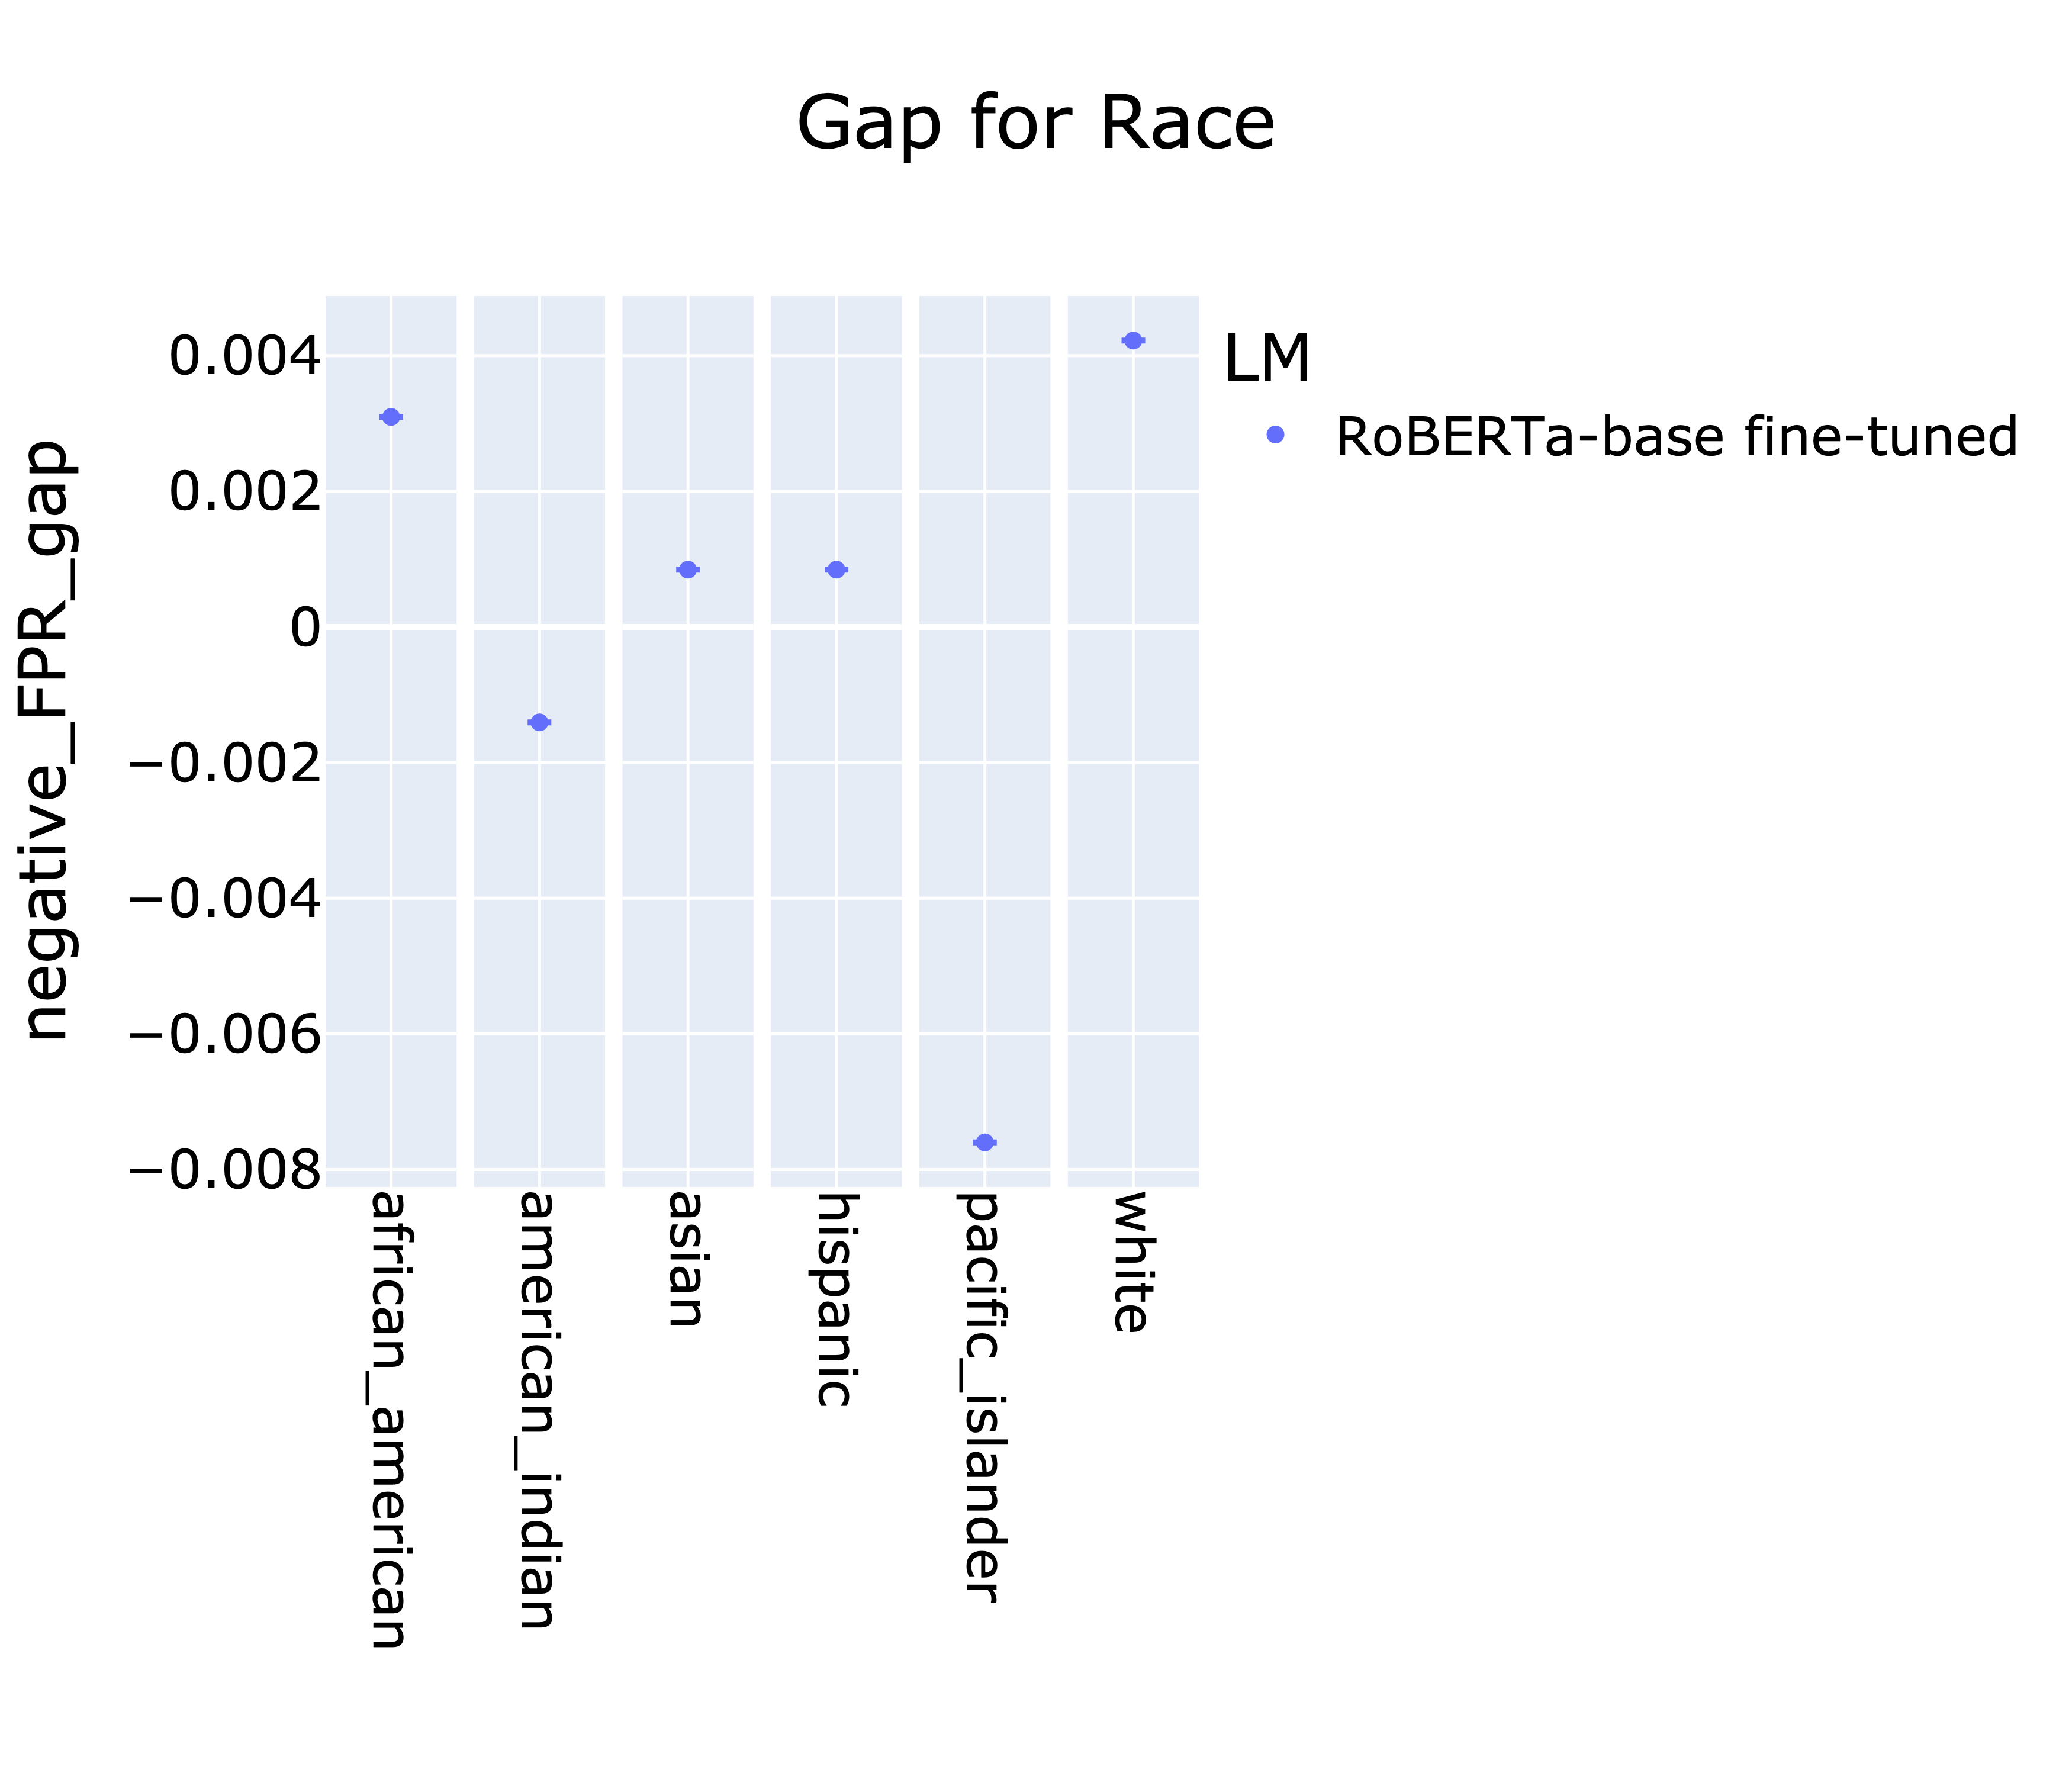 Gap for Race
negative_FPR_gap
0.004
0.002
0
−0.002
−0.004
−0.006
−0.008
african_american
american_indian
asian
hispanic
pacific_islander
white
LM
RoBERTa-base fine-tuned